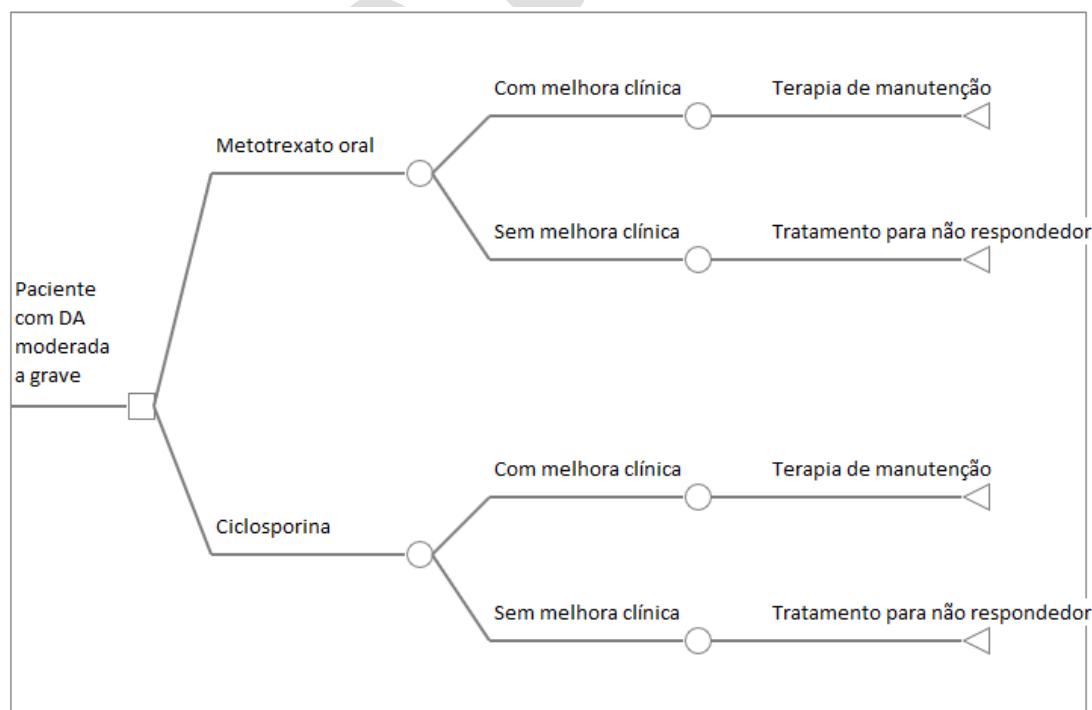 Com melhora clínica
Terapia de manutenção
Metotrexato oral
Sem melhora clínica
Tratamento para não respondedor
Paciente
com DA
moderada
a grave
Com melhora clínica
Terapia de manutenção
Ciclosporina
Sem melhora clínica
Tratamento para não respondedor